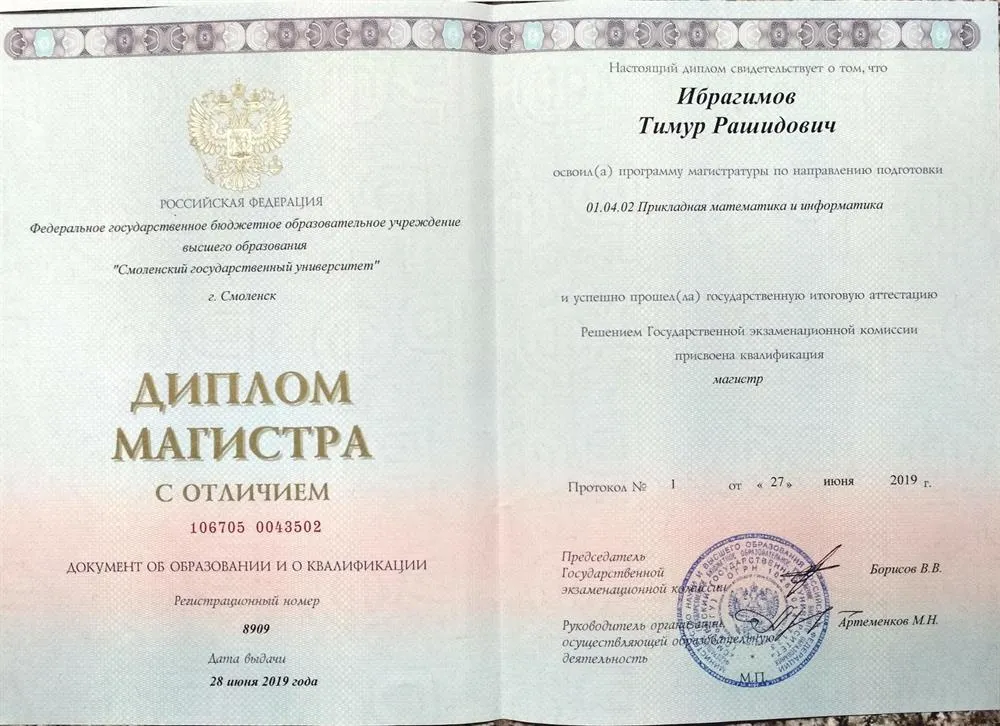 РОССИЙСКАЯ ФЕДЕРАЦИЯ
Федеральное государственное бюджетное образовательное учреждение
высшего образования
"Смоленский государственный университет"
г. Смоленск
ДИПЛОМ
МАГИСТРА
С ОТЛИЧИЕМ
106705 0043502
ДОКУМЕНТ ОБ ОБРАЗОВАНИИ И О КВАЛИФИКАЦИИ
Регистрационный номер
8909
Дата выдачи
28 июня 2019 года
Настоящий диплом свидетельствует о том, что
Ибрагимов
Тимур Рашидович
освоил(а) программу магистратуры по направлению подготовки
01.04.02 Прикладная математика и информатика
и успешно прошел(ла) государственную итоговую аттестацию
Решением Государственной экзаменационной комиссии
присвоена квалификация
магистр
Протокол № 1 от « 27 » июня 2019 г.
Председатель
Государственной
экзаменационной комиссии
Борисов В.В.
Руководитель организации,
осуществляющей образовательную
деятельность
Артеменков М.Н.
М.П.